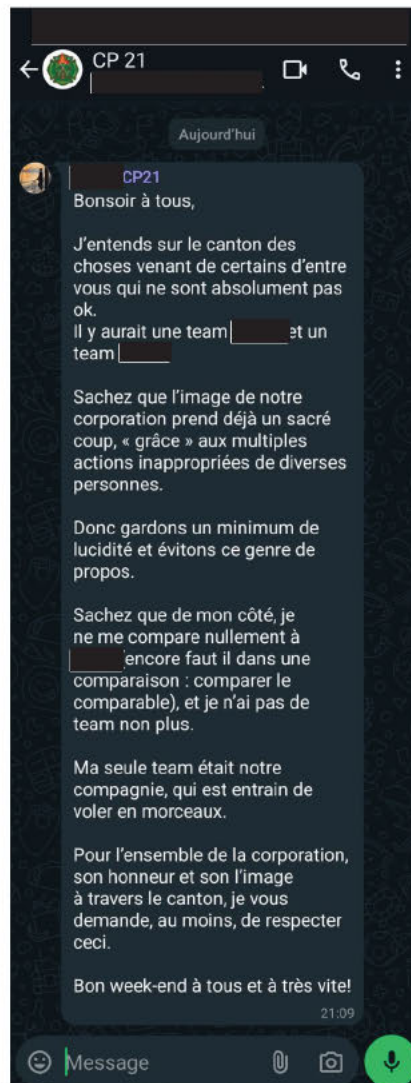 CP 21
Aujourd'hui
CP21
Bonsoir à tous,
J'entends sur le canton des
choses venant de certains d'entre
vous qui ne sont absolument pas
ok.
Il y aurait une team et un
team
Sachez que l'image de notre
corporation prend déjà un sacré
coup, « grâce » aux multiples
actions inappropriées de diverses
personnes.
Donc gardons un minimum de
lucidité et évitons ce genre de
propos.
Sachez que de mon côté, je
ne me compare nullement à
encore faut il dans une
comparaison : comparer le
comparable), et je n'ai pas de
team non plus.
Ma seule team était notre
compagnie, qui est entrain de
voler en morceaux.
Pour l'ensemble de la corporation,
son honneur et son l'image
à travers le canton, je vous
demande, au moins, de respecter
ceci.
Bon week-end à tous et à très vite!
21:09
Message